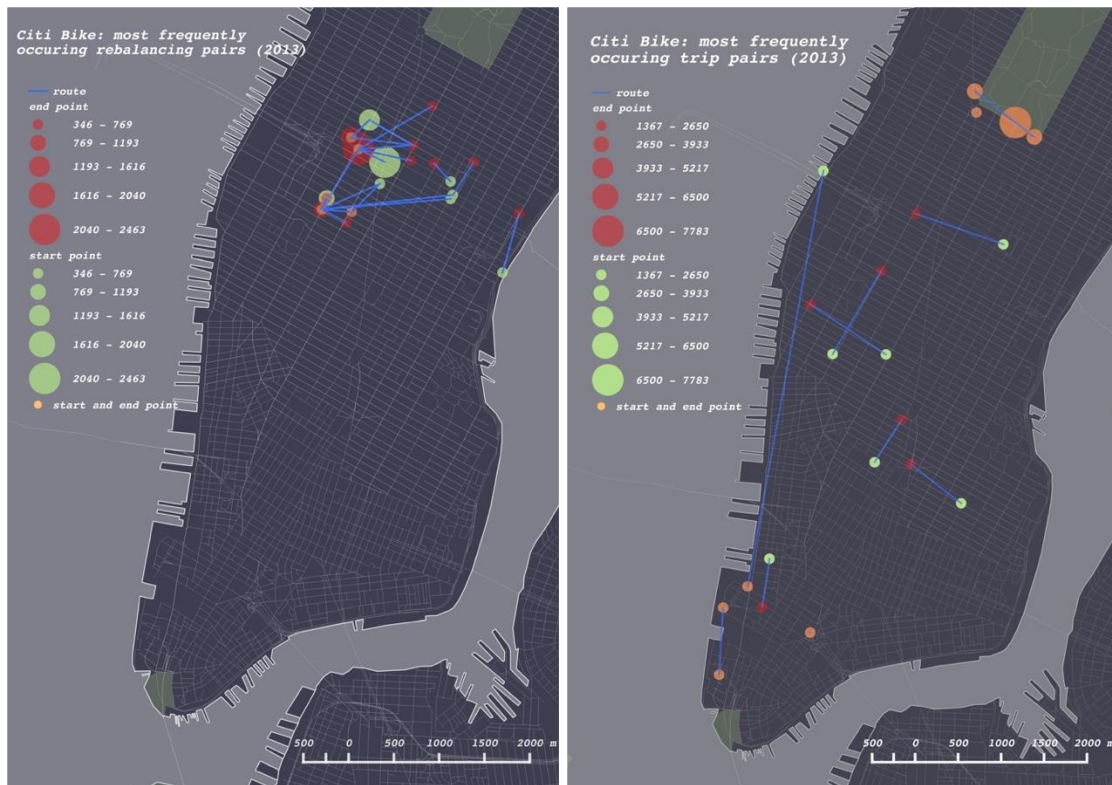 Citi Bike: most frequently
occuring rebalancing pairs (2013)
route
end point
346 - 769
769 - 1193
1193 - 1616
1616 - 2040
2040 - 2463
start point
346 - 769
769 - 1193
1193 - 1616
1616 - 2040
2040 - 2463
start and end point
500 0 500 1000 1500 2000 m
Citi Bike: most frequently
occuring trip pairs (2013)
route
end point
1367 - 2650
2650 - 3933
3933 - 5217
5217 - 6500
6500 - 7783
start point
1367 - 2650
2650 - 3933
3933 - 5217
5217 - 6500
6500 - 7783
start and end point
500 0 500 1000 1500 2000 m